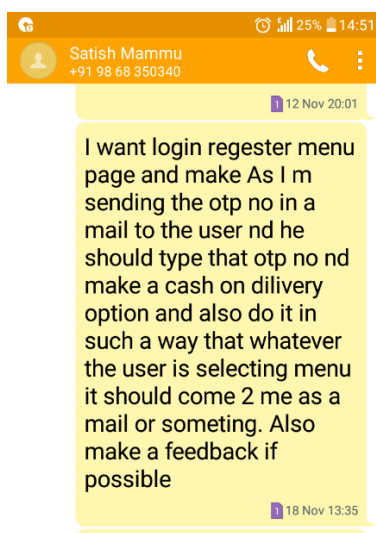 25% 14:51
Satish Mammu
+91 98 68 350340
1 12 Nov 20:01
I want login regester menu
page and make As I m
sending the otp no in a
mail to the user nd he
should type that otp no nd
make a cash on dilivery
option and also do it in
such a way that whatever
the user is selecting menu
it should come 2 me as a
mail or someting. Also
make a feedback if
possible
1 18 Nov 13:35